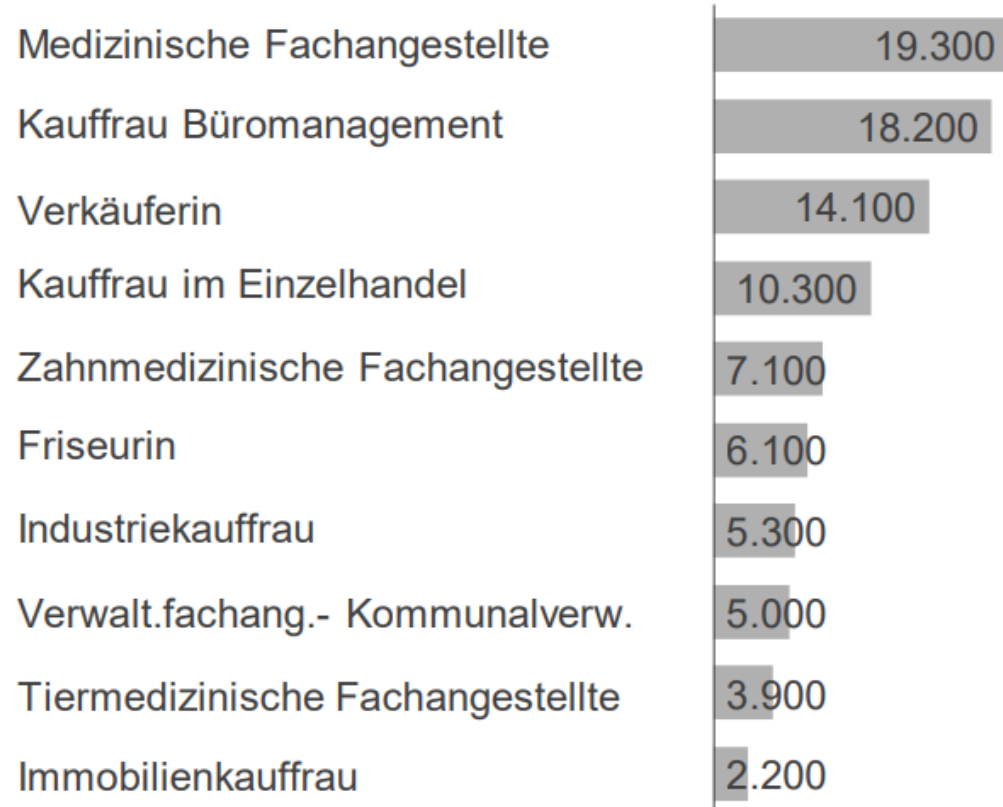 Medizinische Fachangestellte 19.300
Kauffrau Büromanagement 18.200
Verkäuferin 14.100
Kauffrau im Einzelhandel 10.300
Zahnmedizinische Fachangestellte 7.100
Friseurin 6.100
Industriekauffrau 5.300
Verwalt.fachang.- Kommunalverw. 5.000
Tiermedizinische Fachangestellte 3.900
Immobilienkauffrau 2.200